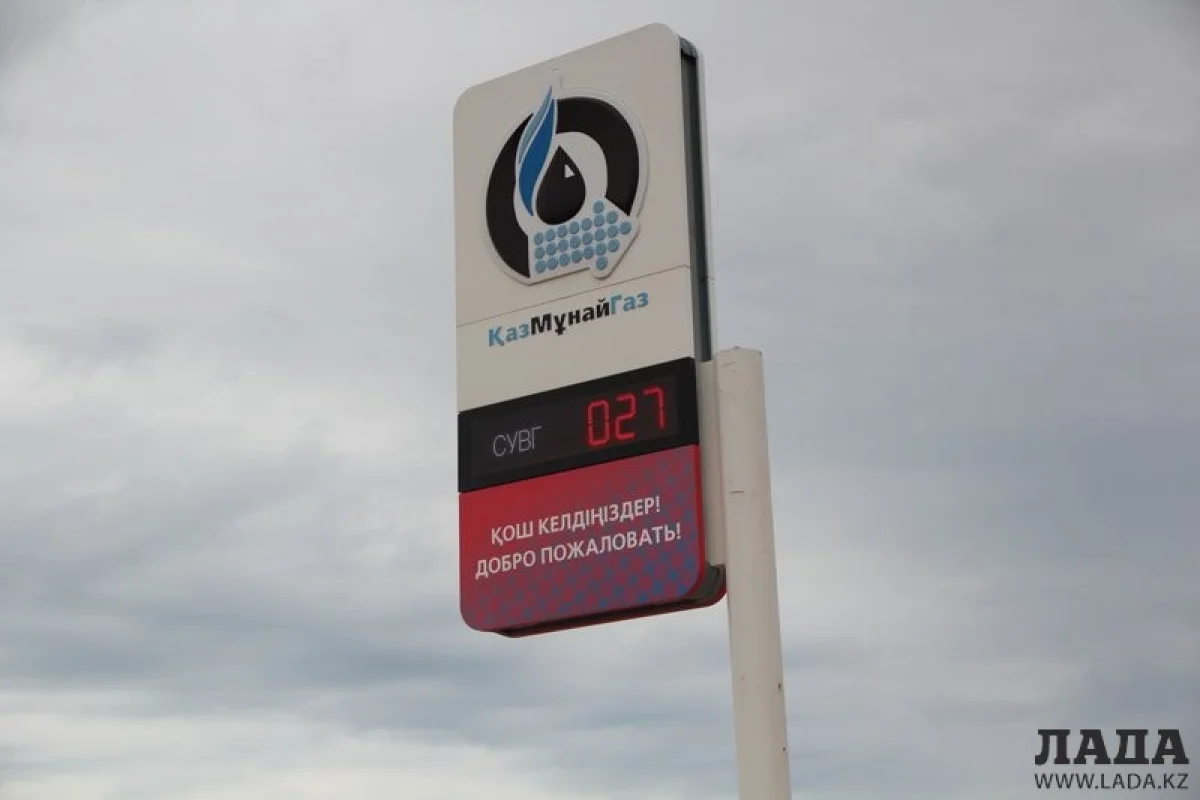 ҚазМұнайГаз
СУВГ 027
ҚОШ КЕЛДІҢІЗДЕР!
ДОБРО ПОЖАЛОВАТЬ!
ЛАДА
WWW.LADA.KZ